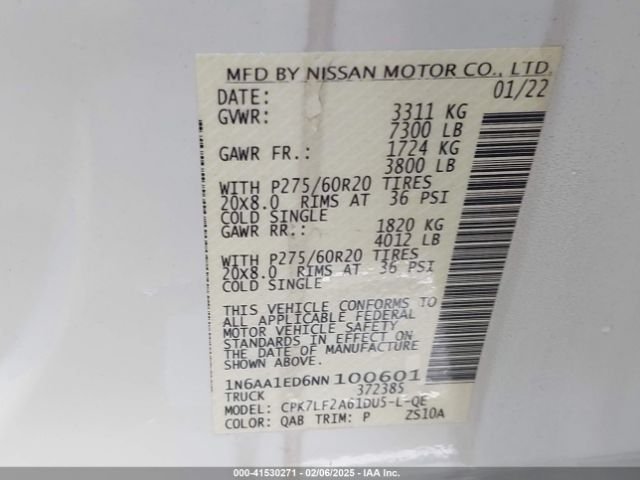 MFD BY NISSAN MOTOR CO., LTD.
DATE: 01/22
GVWR: 3311 KG
7300 LB
GAWR FR.: 1724 KG
3800 LB
WITH P275/60R20 TIRES
20x8.0 RIMS AT 36 PSI
COLD SINGLE
GAWR RR.: 1820 KG
4012 LB
WITH P275/60R20 TIRES
20x8.0 RIMS AT 36 PSI
COLD SINGLE
THIS VEHICLE CONFORMS TO
ALL APPLICABLE FEDERAL
MOTOR VEHICLE SAFETY
STANDARDS IN EFFECT ON
THE DATE OF MANUFACTURE
SHOWN ABOVE.
1N6AA1ED6NN100601
TRUCK 372385
MODEL: CPK7LF2A61DU5-L-QE
COLOR: QAB TRIM: P ZS10A
000-41530271 - 02/06/2025 - IAAI.COM